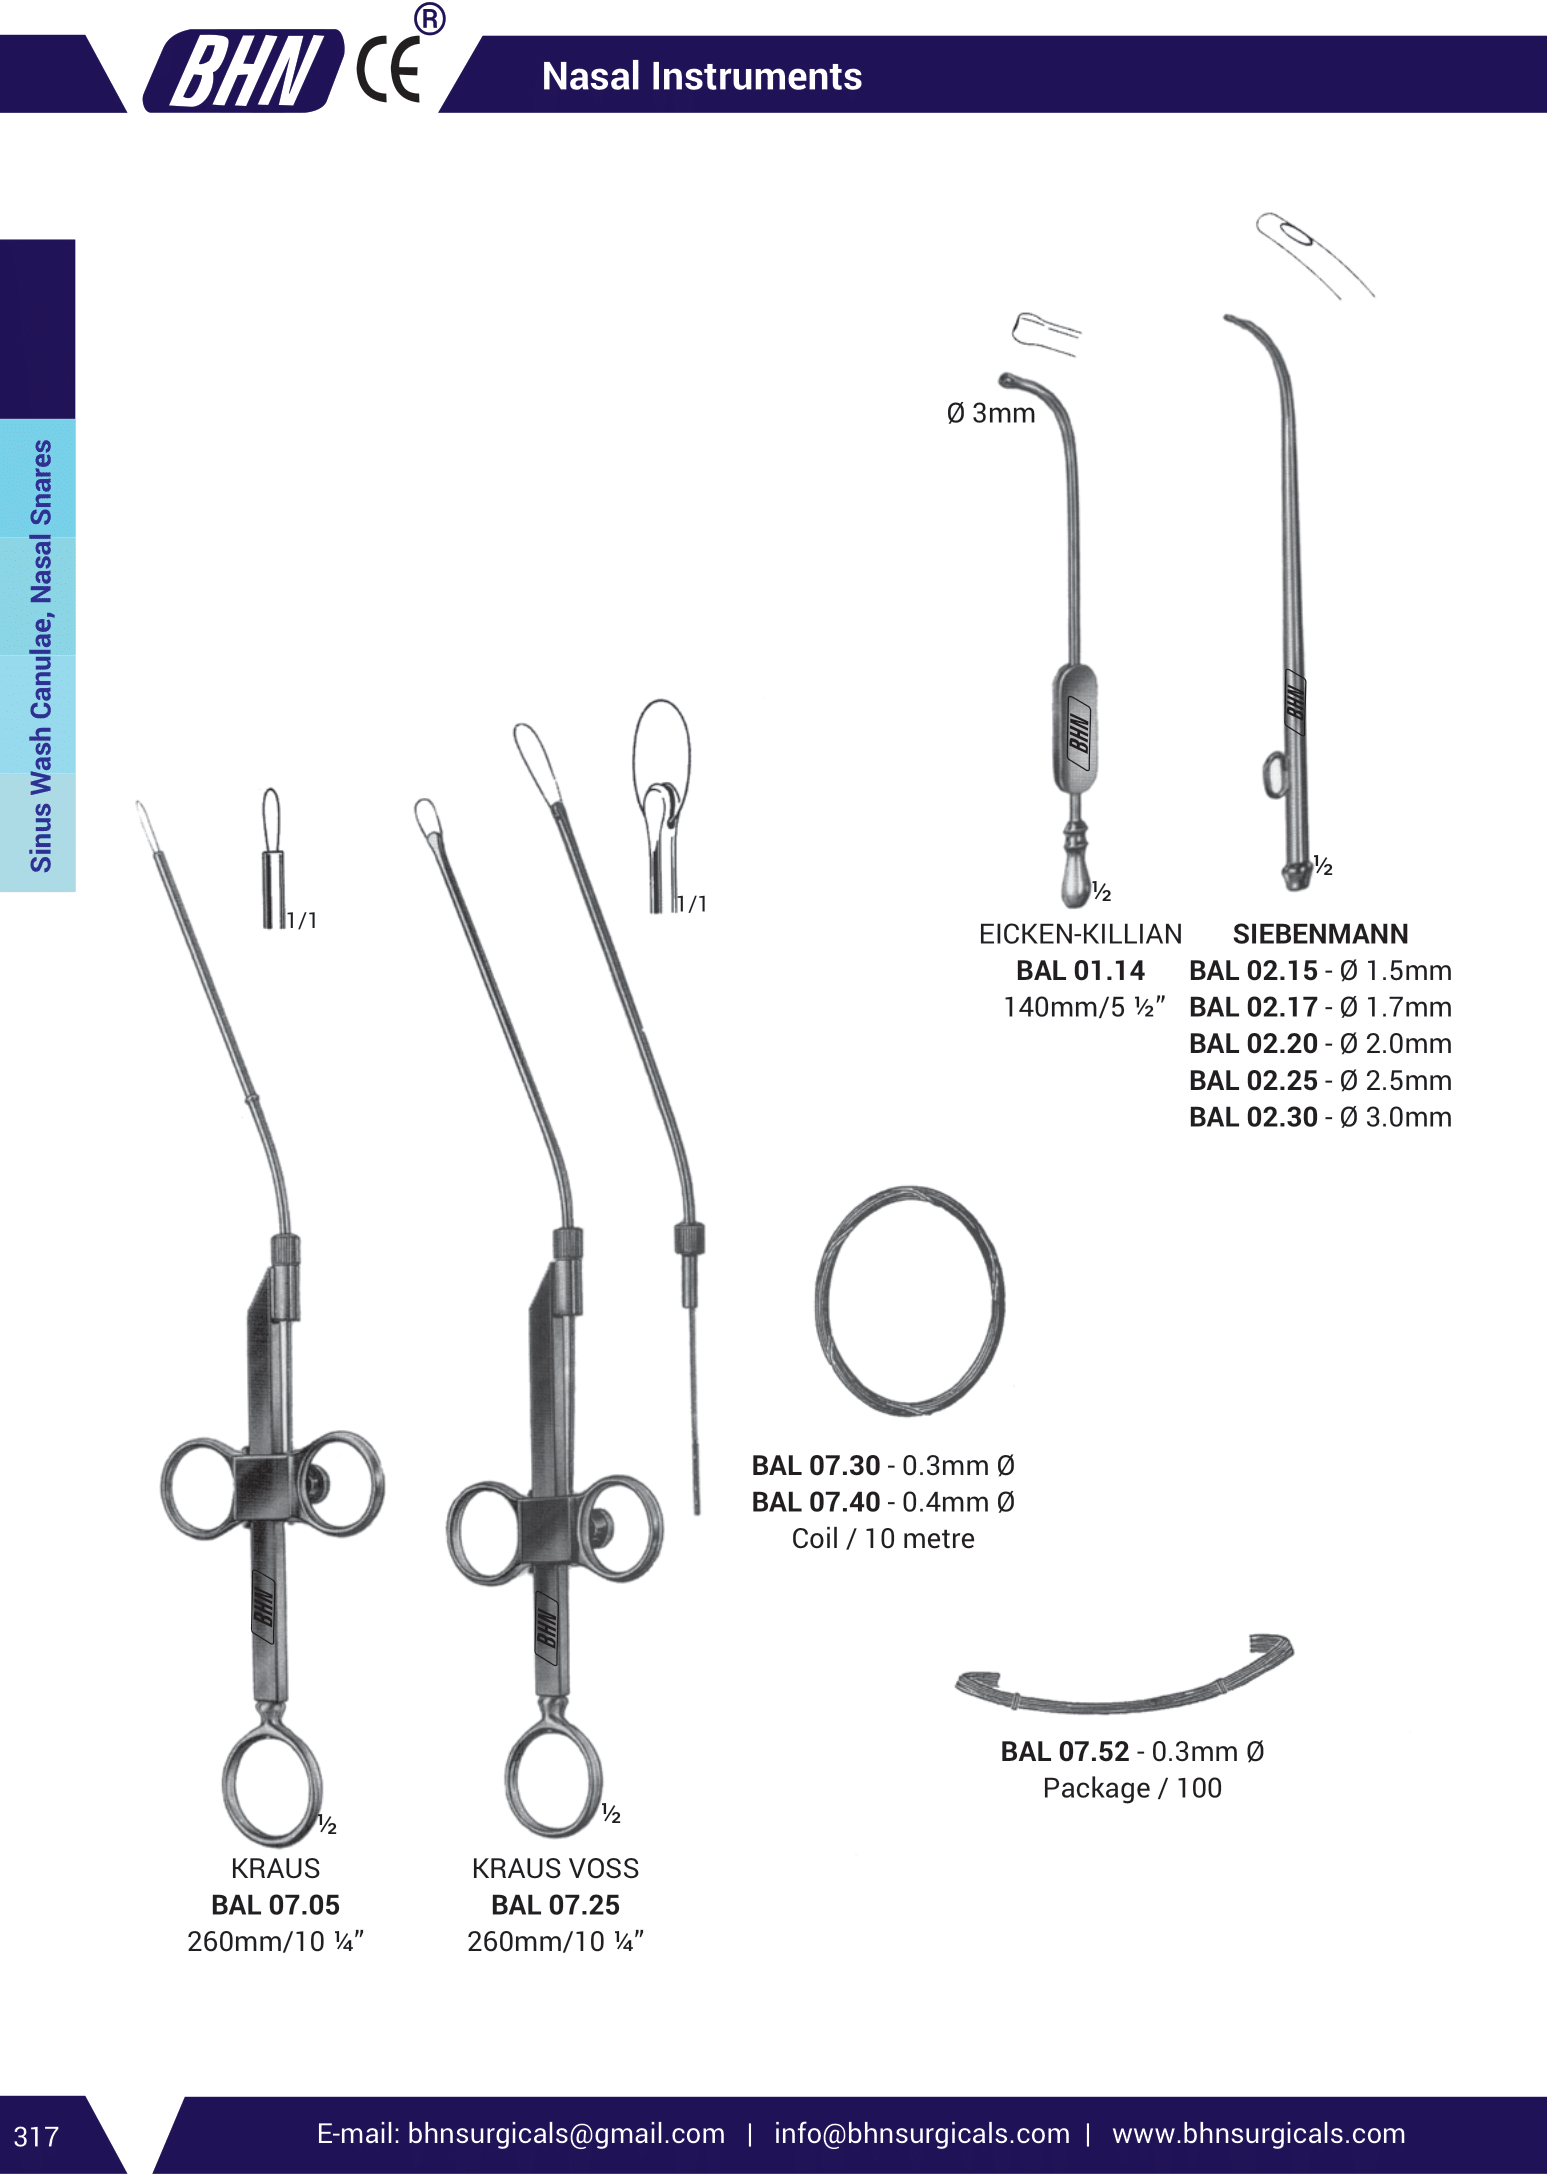 BHN CE ®
Nasal Instruments
Sinus Wash Canulae, Nasal Snares
Ø 3mm
BHN
BHN
½
½
EICKEN-KILLIAN
BAL 01.14
140mm/5 ½”
SIEBENMANN
BAL 02.15 - Ø 1.5mm
BAL 02.17 - Ø 1.7mm
BAL 02.20 - Ø 2.0mm
BAL 02.25 - Ø 2.5mm
BAL 02.30 - Ø 3.0mm
1/1
1/1
BAL 07.30 - 0.3mm Ø
BAL 07.40 - 0.4mm Ø
Coil / 10 metre
BHN
BHN
BAL 07.52 - 0.3mm Ø
Package / 100
½
½
KRAUS
BAL 07.05
260mm/10 ¼”
KRAUS VOSS
BAL 07.25
260mm/10 ¼”
317
E-mail: bhnsurgicals@gmail.com | info@bhnsurgicals.com | www.bhnsurgicals.com